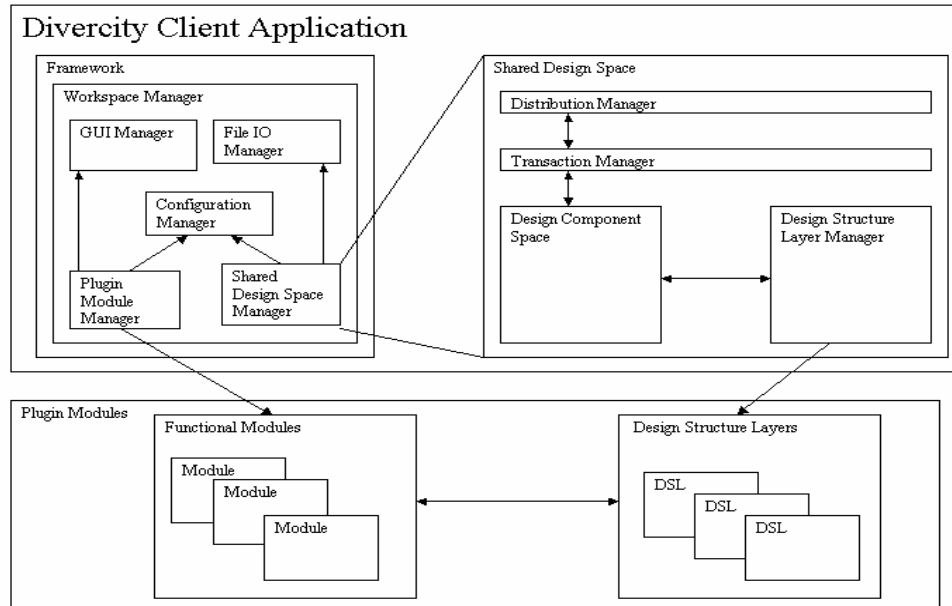 Divercity Client Application
Framework
Workspace Manager
GUI Manager
File IO
Manager
Configuration
Manager
Plugin
Module
Manager
Shared
Design Space
Manager
Shared Design Space
Distribution Manager
Transaction Manager
Design Component
Space
Design Structure
Layer Manager
Plugin Modules
Functional Modules
Module
Module
Module
Design Structure Layers
DSL
DSL
DSL